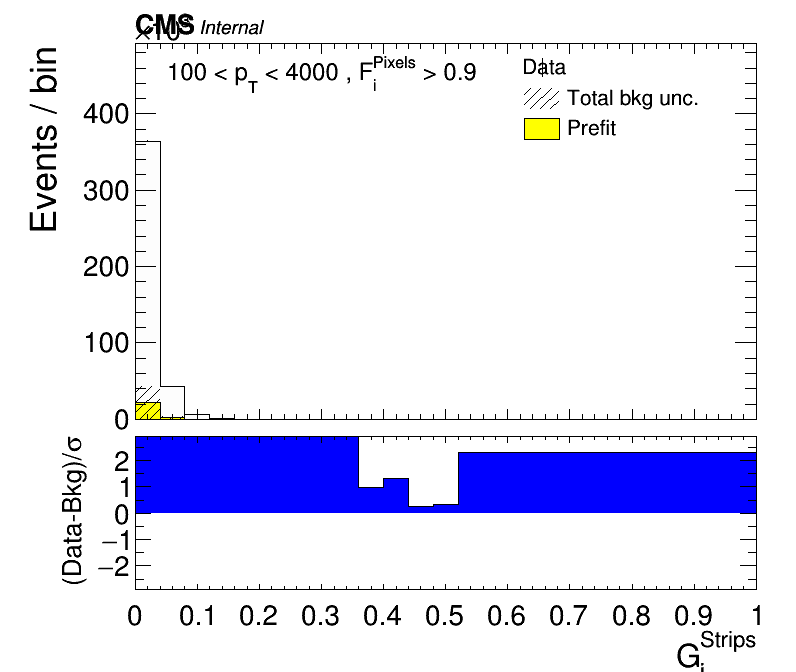 CMS Internal
100 < p_T < 4000 , F_i^Pixels > 0.9
Data
Total bkg unc.
Prefit
Events / bin
400
300
200
100
0
(Data-Bkg)/σ
2
1
0
−1
−2
0 0.1 0.2 0.3 0.4 0.5 0.6 0.7 0.8 0.9 1
G_i^Strips